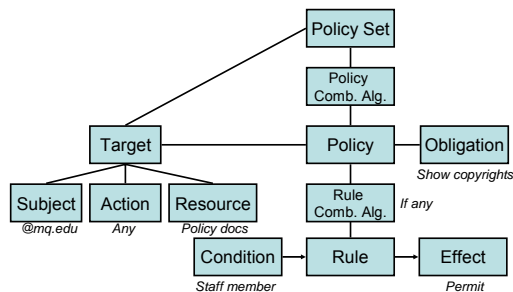 Policy Set
Policy
Comb. Alg.
Target
Policy
Obligation
Show copyrights
Subject
Action
Resource
@mq.edu
Any
Policy docs
Rule
Comb. Alg.
If any
Condition
Rule
Effect
Staff member
Permit